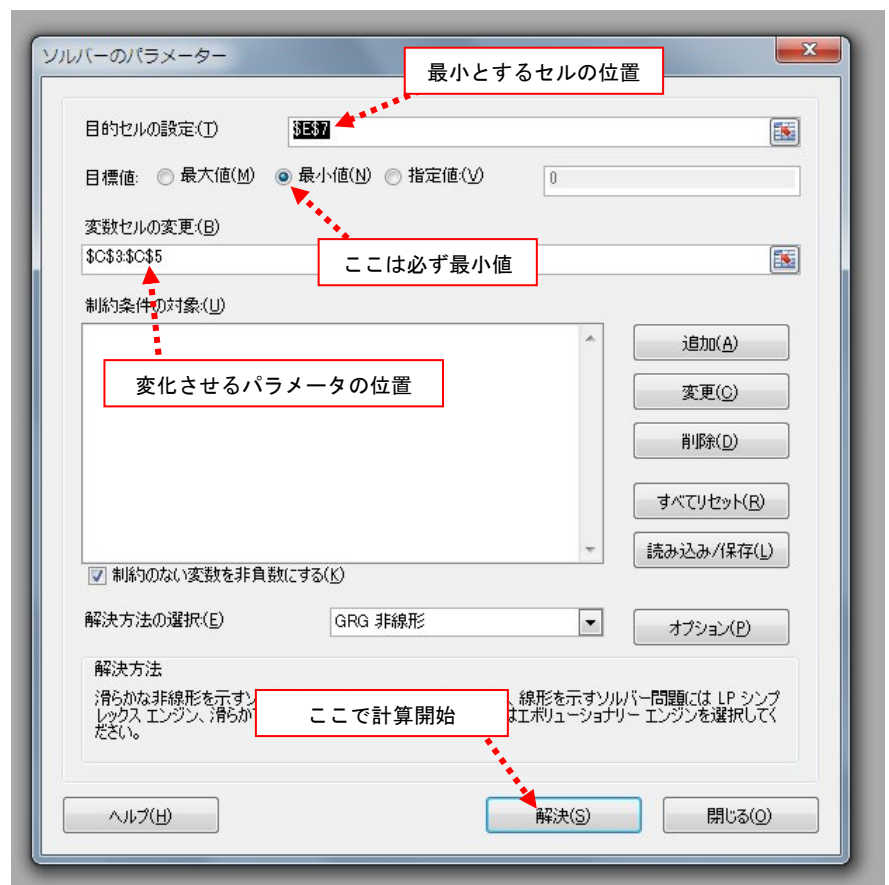 ソルバーのパラメーター
最小とするセルの位置
目的セルの設定:(T)
$E$7
目標値:
最大値(M)
最小値(N)
指定値:(V)
0
変数セルの変更:(B)
$C$3:$C$5
ここは必ず最小値
制約条件の対象:(U)
変化させるパラメータの位置
追加(A)
変更(C)
削除(D)
すべてリセット(R)
読み込み/保存(L)
制約のない変数を非負数にする(K)
解決方法の選択:(E)
GRG 非線形
オプション(P)
解決方法
滑らかな非線形を示すソ 、線形を示すソルバー問題には LP シンプ
レックス エンジン、滑らか はエボリューショナリー エンジンを選択してく
ださい。
ここで計算開始
ヘルプ(H)
解決(S)
閉じる(O)